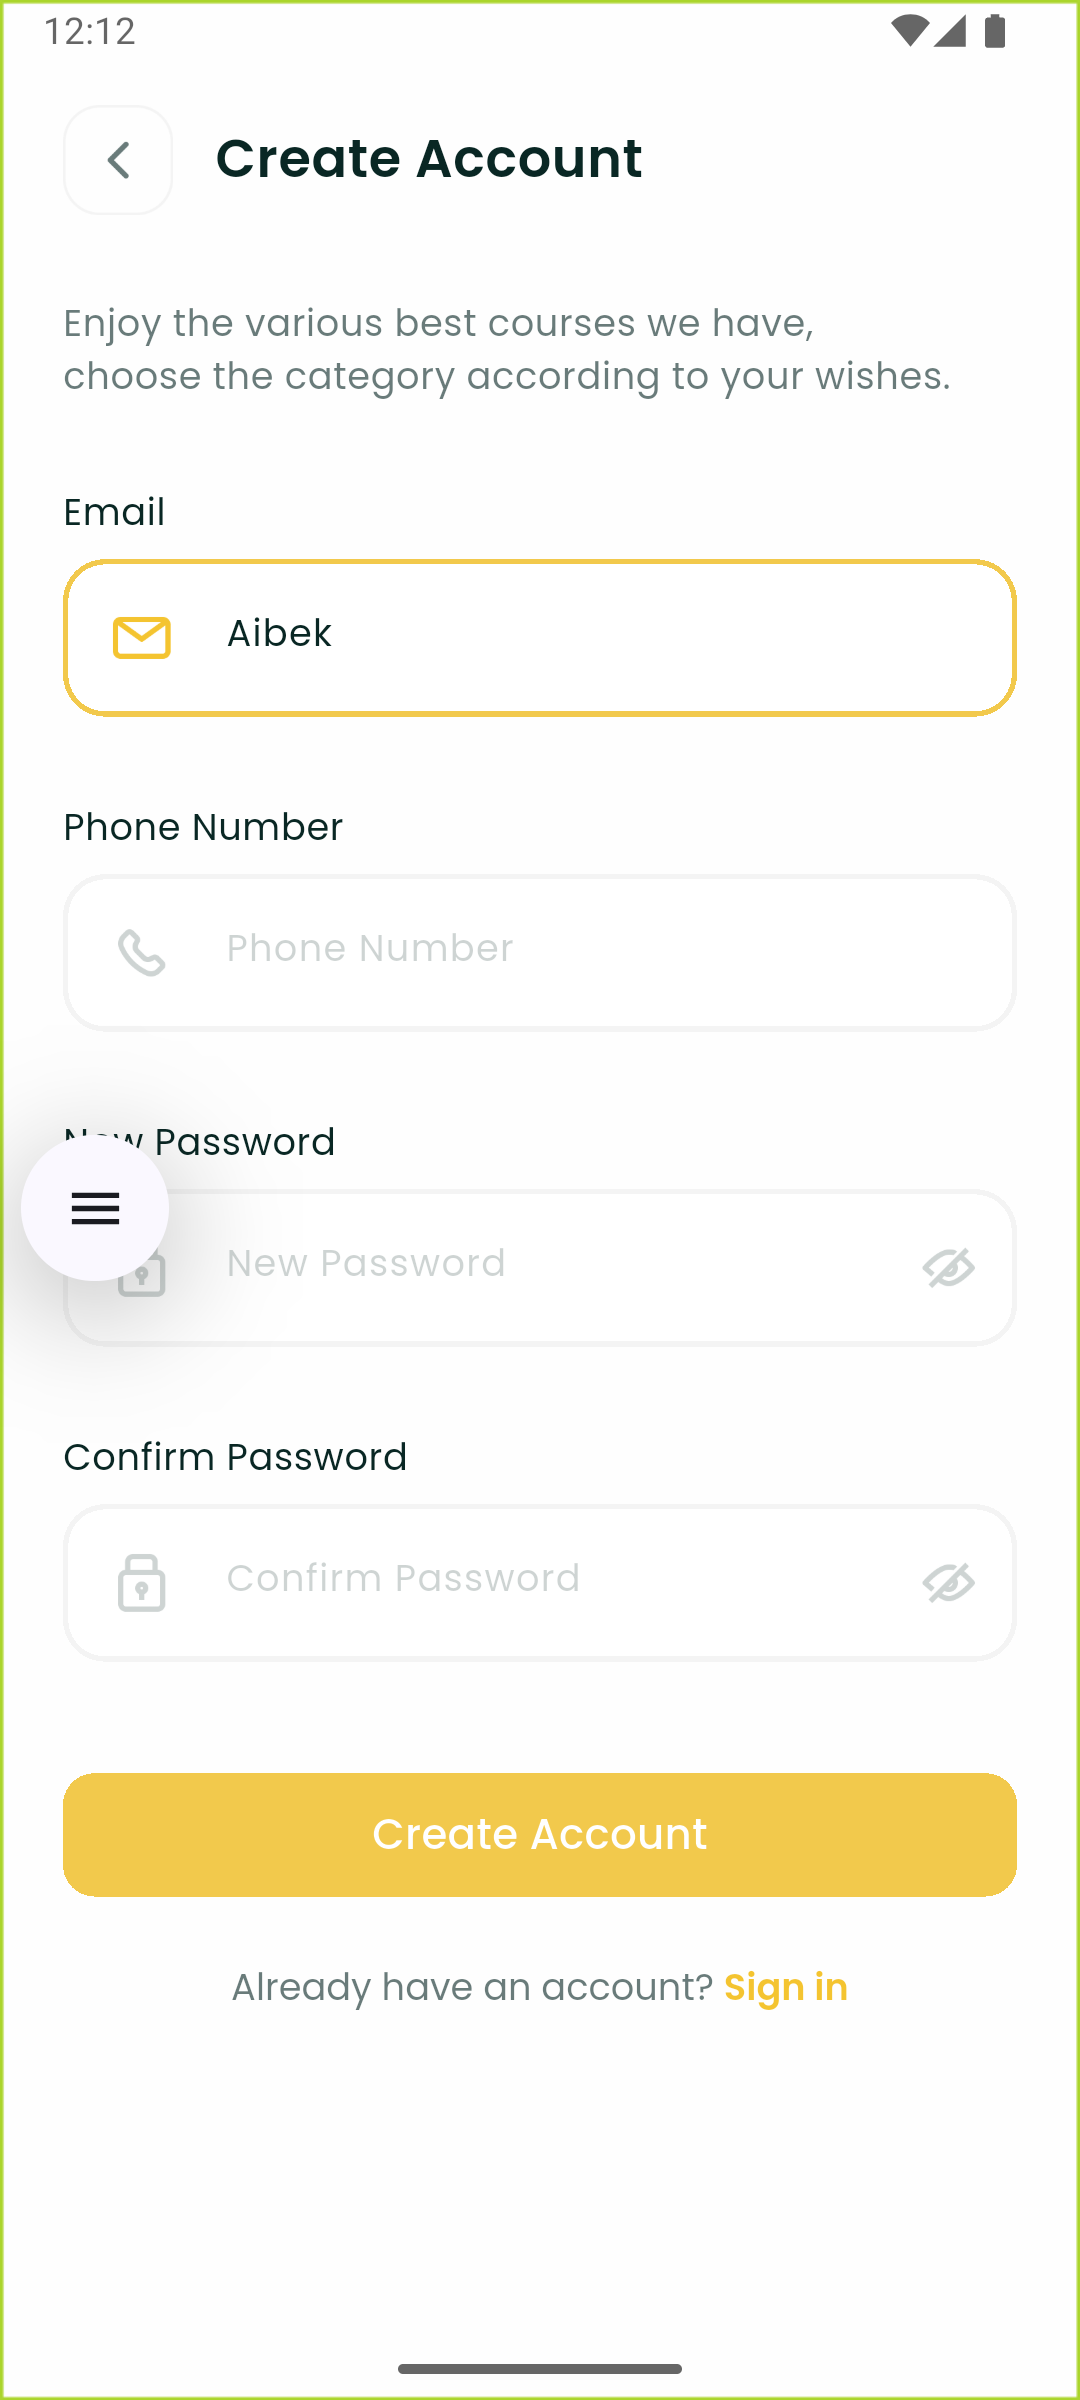 12:12
Create Account
Enjoy the various best courses we have,
choose the category according to your wishes.
Email
Aibek
Phone Number
Phone Number
New Password
New Password
Confirm Password
Confirm Password
Create Account
Already have an account? Sign in